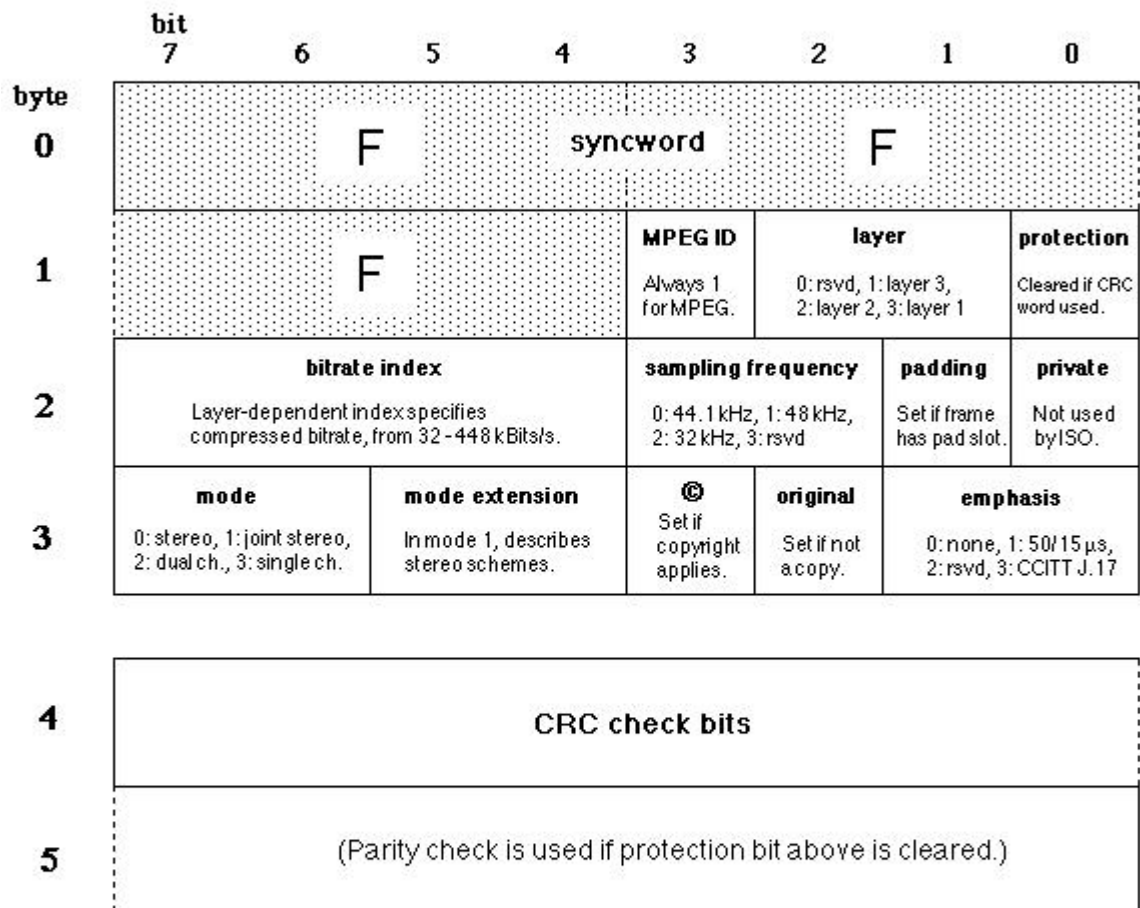 bit
7 6 5 4 3 2 1 0
byte
0
F syncword F
1
F
MPEG ID
Always 1
for MPEG.
layer
0: rsvd, 1: layer 3,
2: layer 2, 3: layer 1
protection
Cleared if CRC
word used.
2
bitrate index
Layer-dependent index specifies
compressed bitrate, from 32-448 kBits/s.
sampling frequency
0: 44.1 kHz, 1: 48 kHz,
2: 32 kHz, 3: rsvd
padding
Set if frame
has pad slot.
private
Not used
by ISO.
3
mode
0: stereo, 1: joint stereo,
2: dual ch., 3: single ch.
mode extension
In mode 1, describes
stereo schemes.
©
Set if
copyright
applies.
original
Set if not
a copy.
emphasis
0: none, 1: 50/15 µs,
2: rsvd, 3: CCITT J.17
4
CRC check bits
5
(Parity check is used if protection bit above is cleared.)